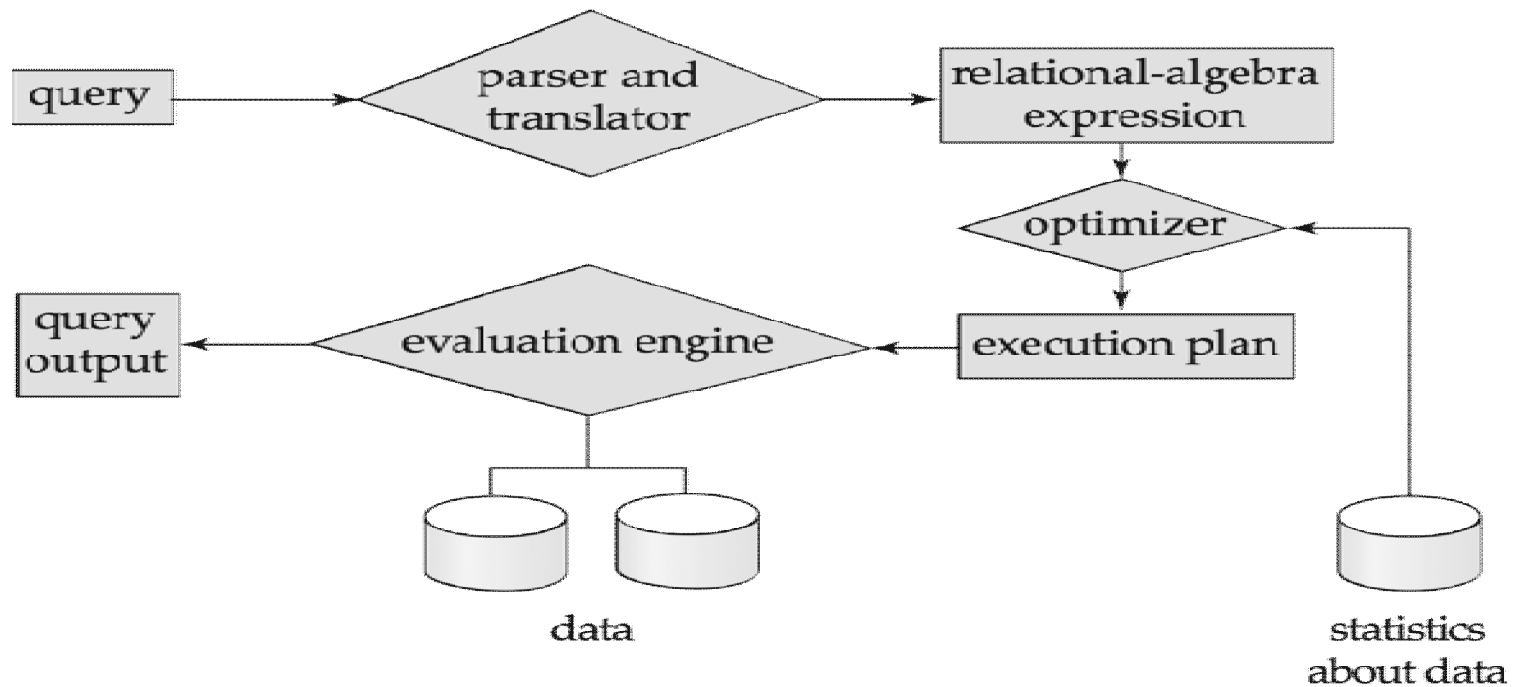 query
parser and
translator
relational-algebra
expression
optimizer
query
output
evaluation engine
execution plan
data
statistics
about data